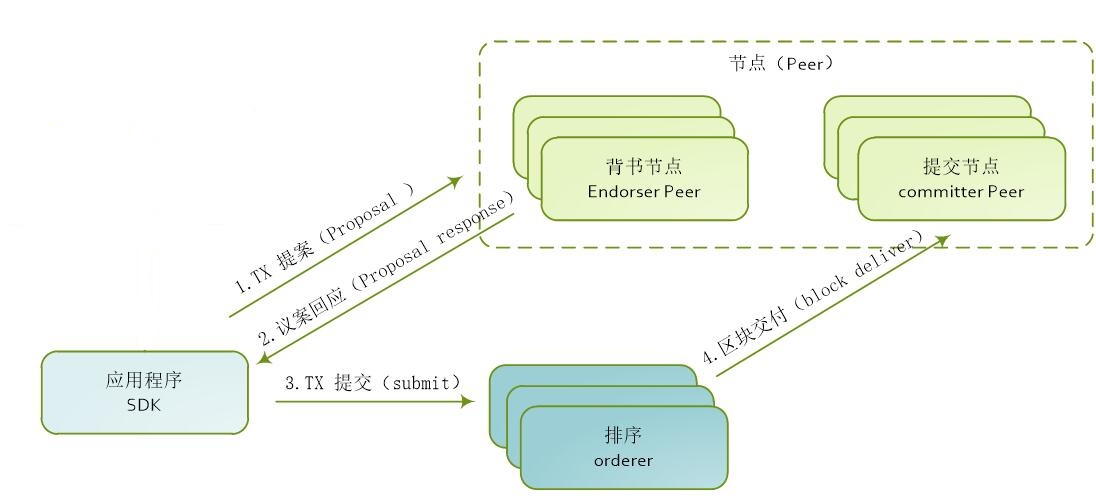 节点（Peer）
背书节点
Endorser Peer
提交节点
committer Peer
1.TX 提案（Proposal ）
2.议案回应（Proposal response）
应用程序
SDK
3.TX 提交（submit）
4.区块交付（block deliver）
排序
orderer